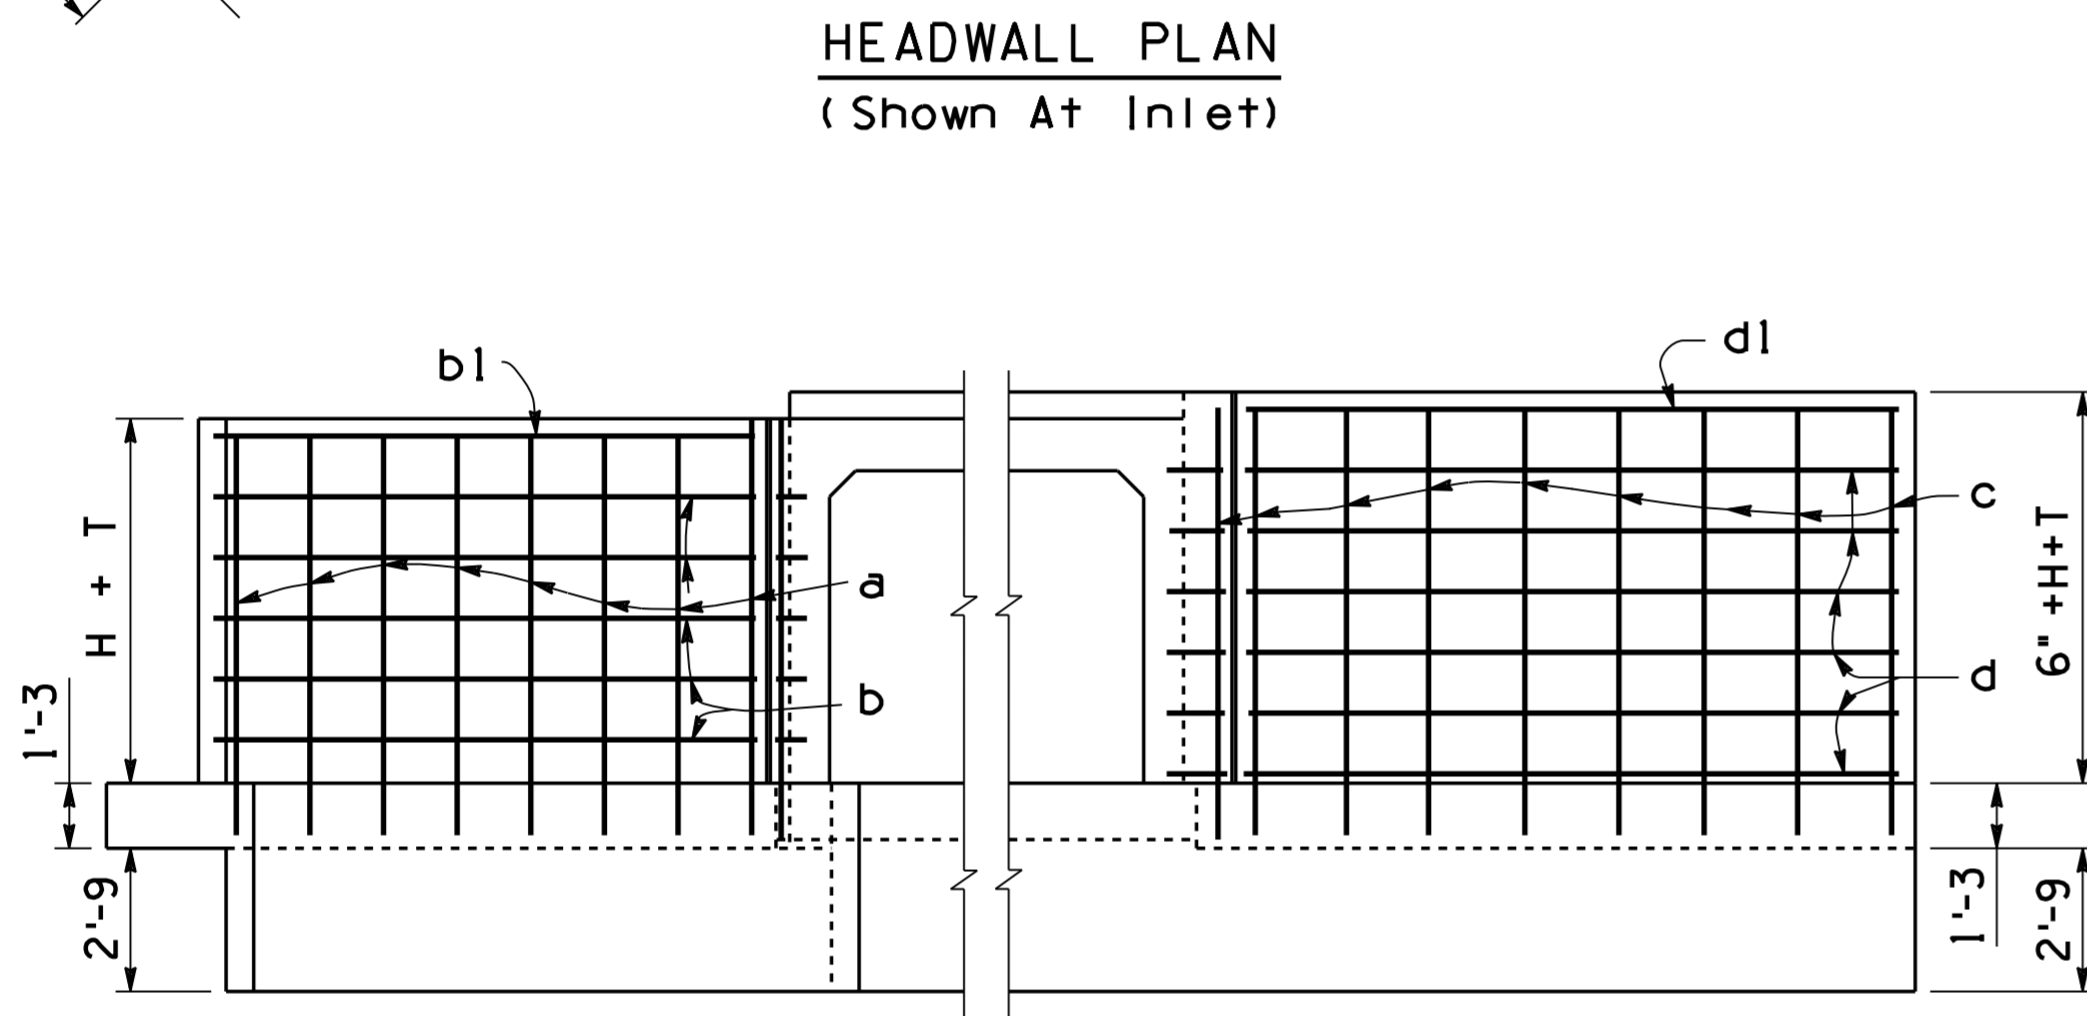 HEADWALL PLAN
(Shown At Inlet)
b1
d1
c
a
H + T
6"+H+T
1'-3
b
d
2'-9
1'-3
2'-9